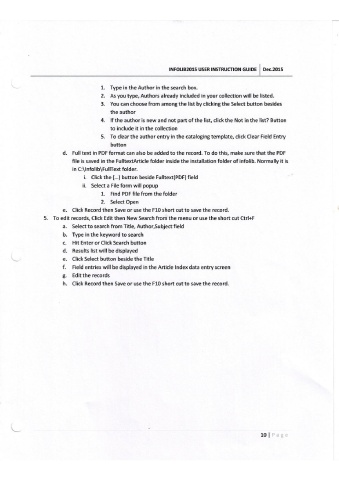 INFOLIB2015 USER INSTRUCTION GUIDE Dec.2015
1. Type in the Author in the search box.
2. As you type, Authors already included in your collection will be listed.
3. You can choose from among the list by clicking the Select button besides
the author
4. If the author is new and not part of the list, click the Not in the list? Button
to include it in the collection
5. To clear the author entry in the cataloging template, click Clear Field Entry
button
d. Full text in PDF format can also be added to the record. To do this, make sure that the PDF
file is saved in the FulltextArticle folder inside the installation folder of Infolib. Normally it is
in C:\Infolib\FullText folder.
i. Click the [...] button beside Fulltext[PDF] field
ii. Select a File form will popup
1. Find PDF file from the folder
2. Select Open
e. Click Record then Save or use the F10 short cut to save the record.
5. To edit records, Click Edit then New Search from the menu or use the short cut Ctrl+F
a. Select to search from Title, Author,Subject field
b. Type in the keyword to search
c. Hit Enter or Click Search button
d. Results list will be displayed
e. Click Select button beside the Title
f. Field entries will be displayed in the Article Index data entry screen
g. Edit the records
h. Click Record then Save or use the F10 short cut to save the record.
10 | Page